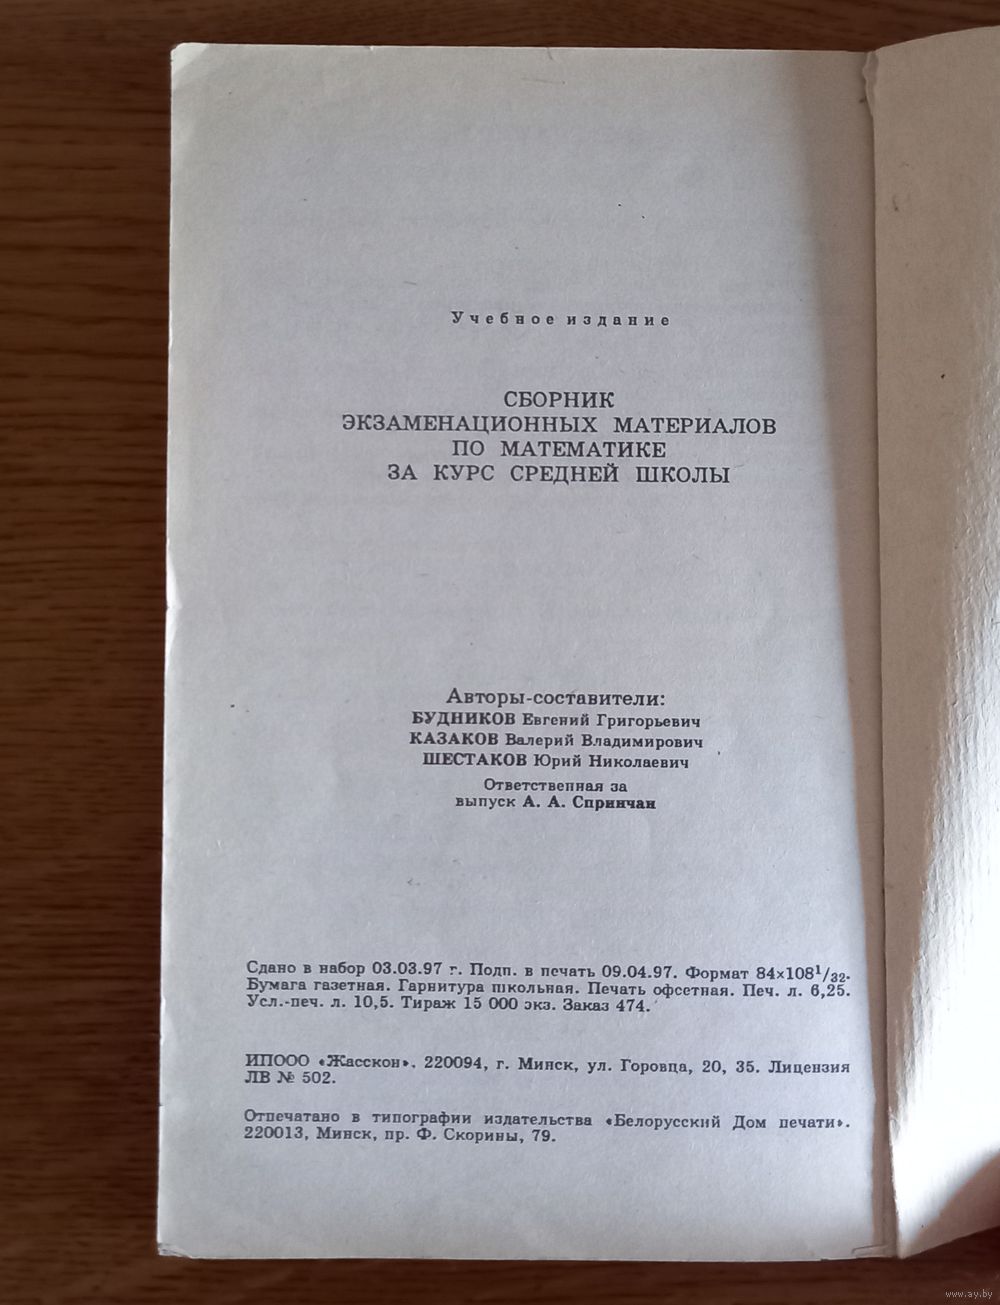 Учебное издание
СБОРНИК
ЭКЗАМЕНАЦИОННЫХ МАТЕРИАЛОВ
ПО МАТЕМАТИКЕ
ЗА КУРС СРЕДНЕЙ ШКОЛЫ
Авторы-составители:
БУДНИКОВ Евгений Григорьевич
КАЗАКОВ Валерий Владимирович
ШЕСТАКОВ Юрий Николаевич
Ответственная за
выпуск А. А. Спринчан
Сдано в набор 03.03.97 г. Подп. в печать 09.04.97. Формат 84×108¹/₃₂.
Бумага газетная. Гарнитура школьная. Печать офсетная. Печ. л. 6,25.
Усл.-печ. л. 10,5. Тираж 15 000 экз. Заказ 474.
ИПООО «Жасскон». 220094, г. Минск, ул. Горовца, 20, 35. Лицензия
ЛВ № 502.
Отпечатано в типографии издательства «Белорусский Дом печати».
220013, Минск, пр. Ф. Скорины, 79.
www.ay.by